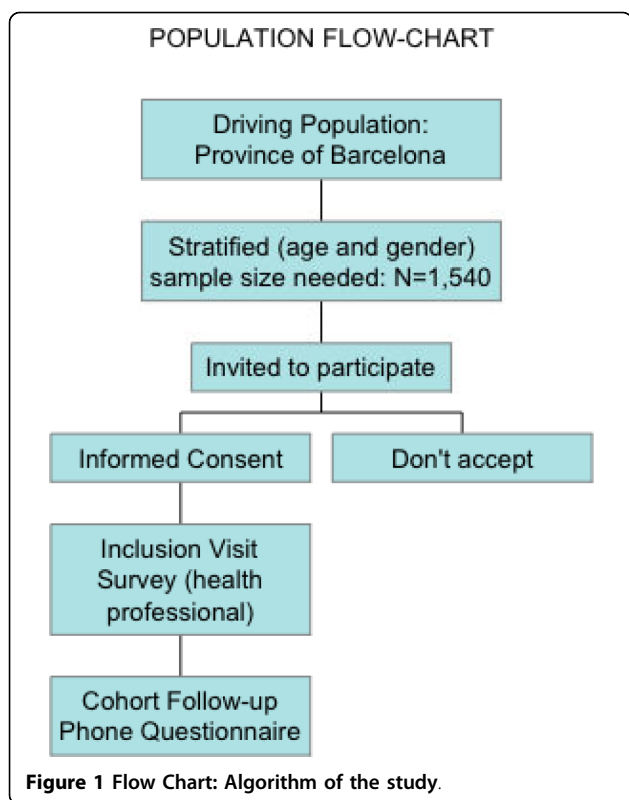 POPULATION FLOW-CHART
Driving Population:
Province of Barcelona
Stratified (age and gender)
sample size needed: N=1,540
Invited to participate
Informed Consent
Don't accept
Inclusion Visit
Survey (health
professional)
Cohort Follow-up
Phone Questionnaire
Figure 1 Flow Chart: Algorithm of the study.